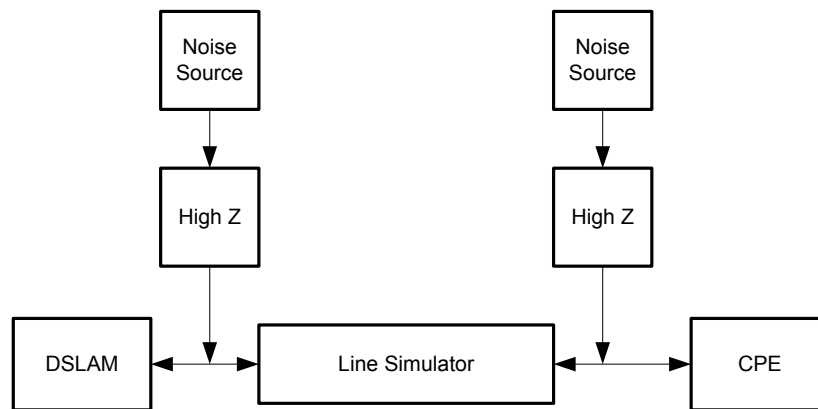 Noise
Source
Noise
Source
High Z
High Z
DSLAM
Line Simulator
CPE